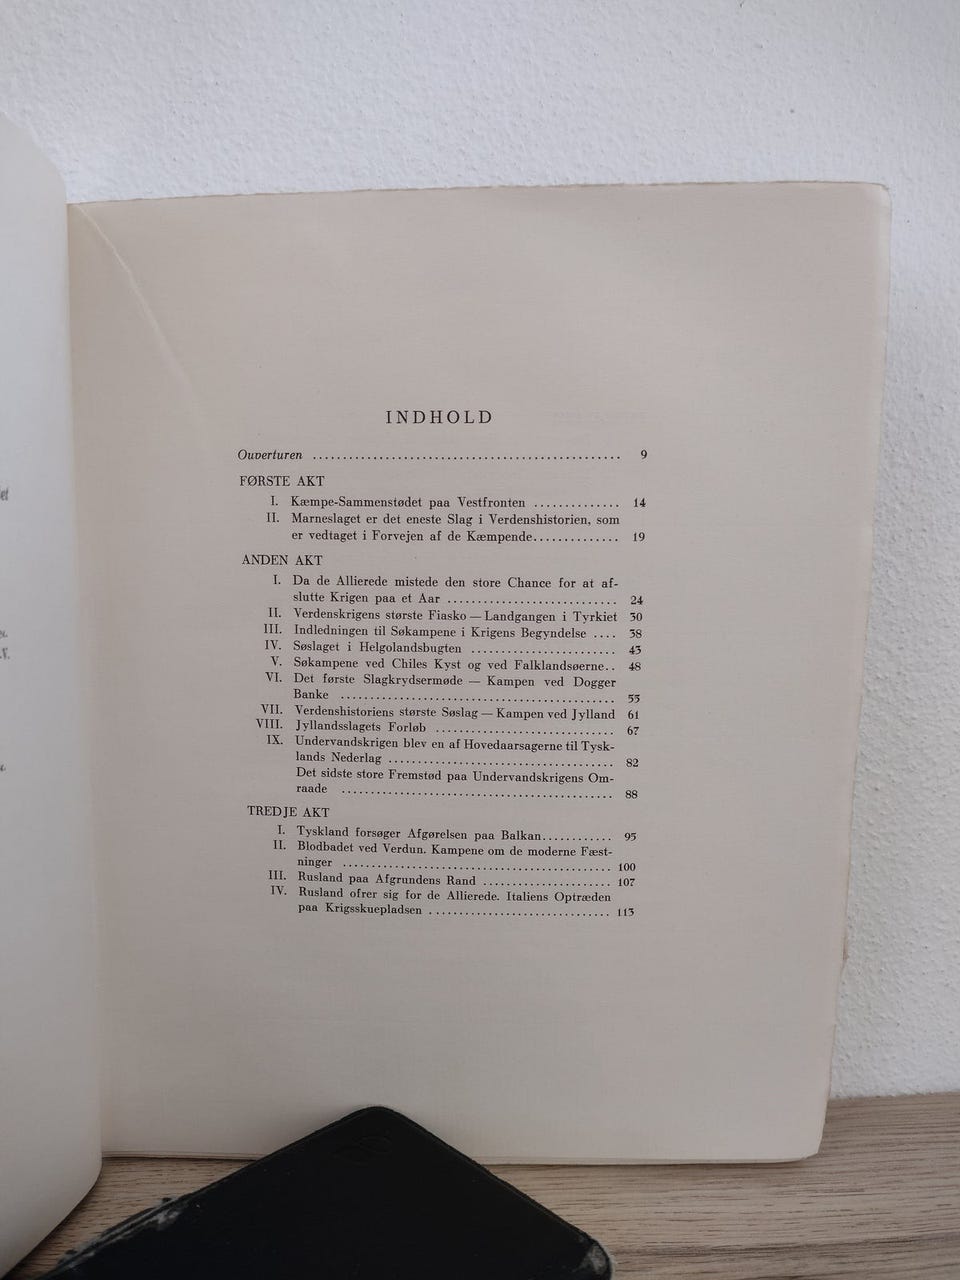 INDHOLD
Ouverturen ................................................. 9
FØRSTE AKT
I. Kæmpe-Sammenstødet paa Vestfronten .............. 14
II. Marneslaget er det eneste Slag i Verdenshistorien, som
er vedtaget i Forvejen af de Kæmpende.............. 19
ANDEN AKT
I. Da de Allierede mistede den store Chance for at af-
slutte Krigen paa et Aar ............................ 24
II. Verdenskrigens største Fiasko — Landgangen i Tyrkiet 30
III. Indledningen til Søkampene i Krigens Begyndelse .... 38
IV. Søslaget i Helgolandsbugten ........................ 43
V. Søkampene ved Chiles Kyst og ved Falklandsøerne.. 48
VI. Det første Slagkrydsermøde — Kampen ved Dogger
Banke ............................................. 55
VII. Verdenshistoriens største Søslag — Kampen ved Jylland 61
VIII. Jyllandsslagets Forløb .............................. 67
IX. Undervandskrigen blev en af Hovedaarsagerne til Tysk-
lands Nederlag ..................................... 82
Det sidste store Fremstød paa Undervandskrigens Om-
raade ............................................. 88
TREDJE AKT
I. Tyskland forsøger Afgørelsen paa Balkan............ 95
II. Blodbadet ved Verdun. Kampene om de moderne Fæst-
ninger ............................................ 100
III. Rusland paa Afgrundens Rand ..................... 107
IV. Rusland ofrer sig for de Allierede. Italiens Optræden
paa Krigsskuepladsen .............................. 113